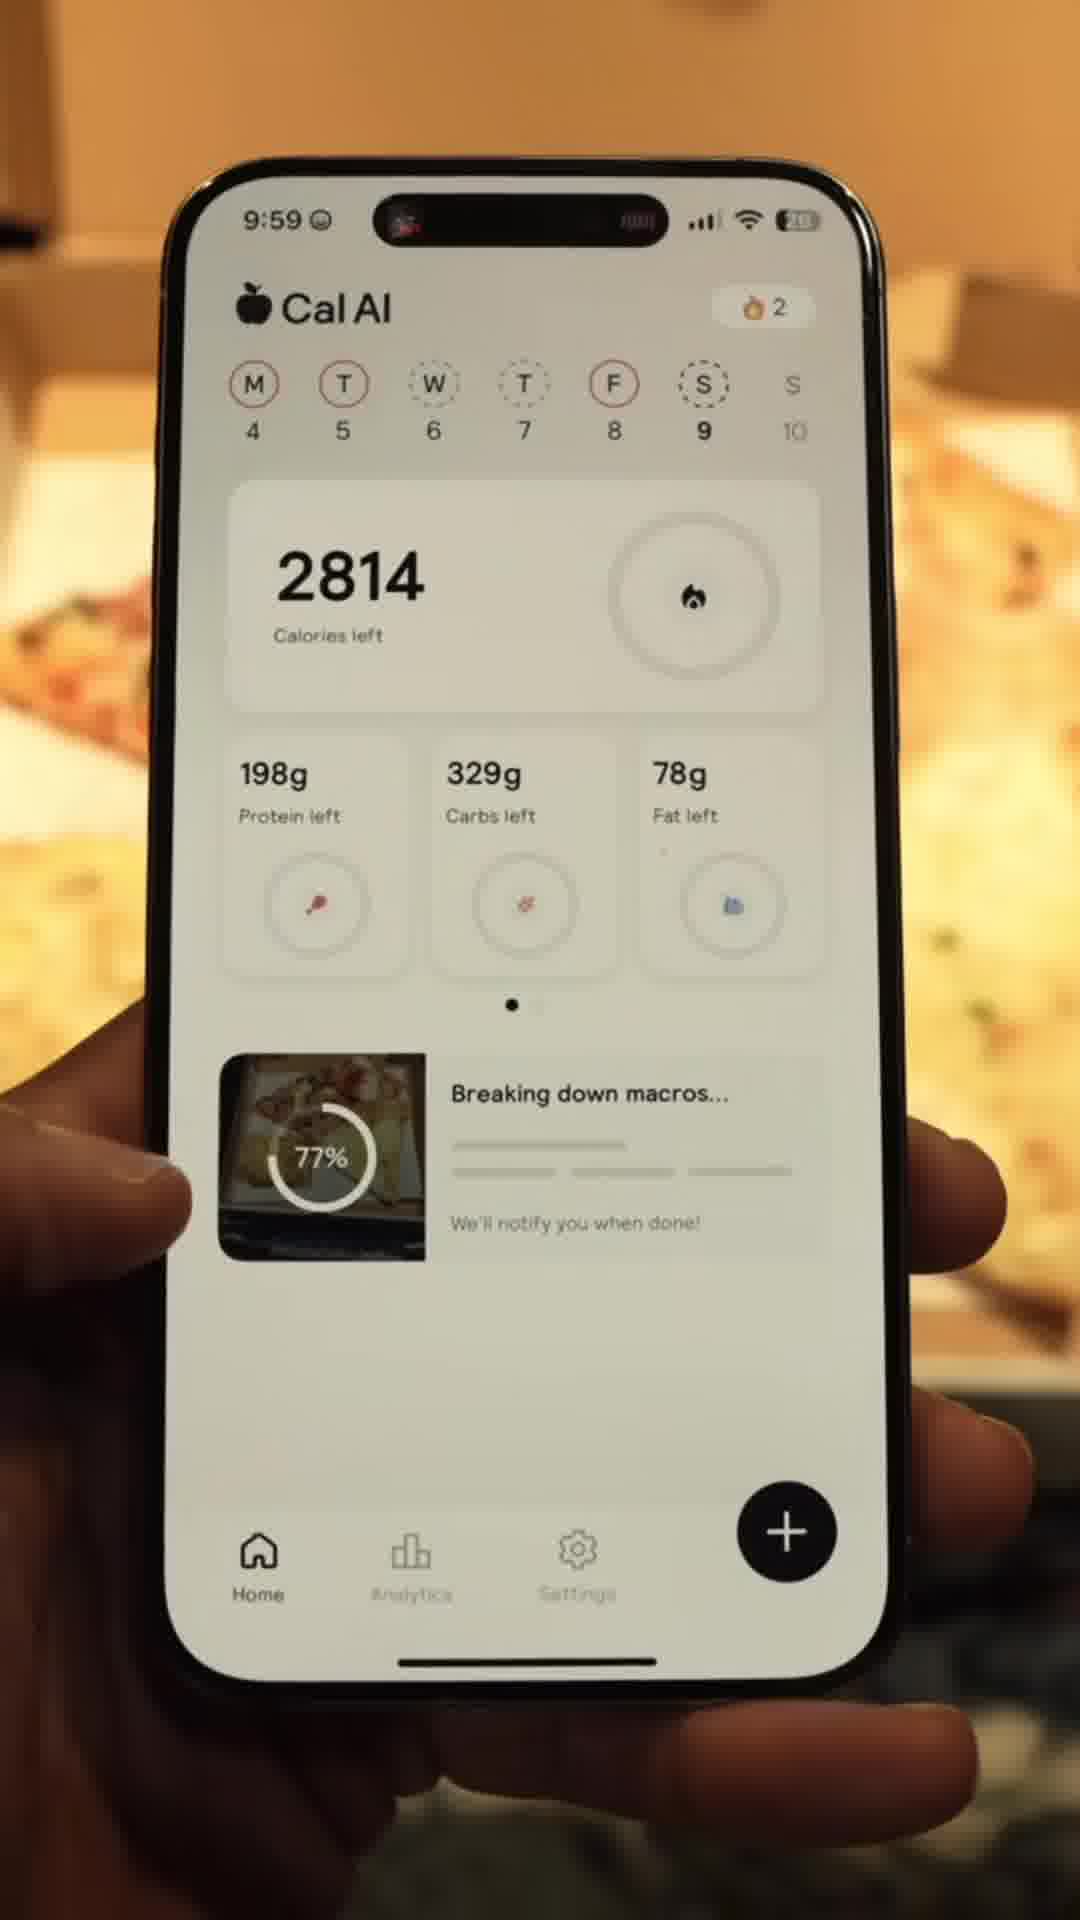 9:59
Cal AI
2
M T W T F S S
4 5 6 7 8 9 10
2814
Calories left
198g 329g 78g
Protein left Carbs left Fat left
Breaking down macros...
77%
We'll notify you when done!
Home Analytics Settings